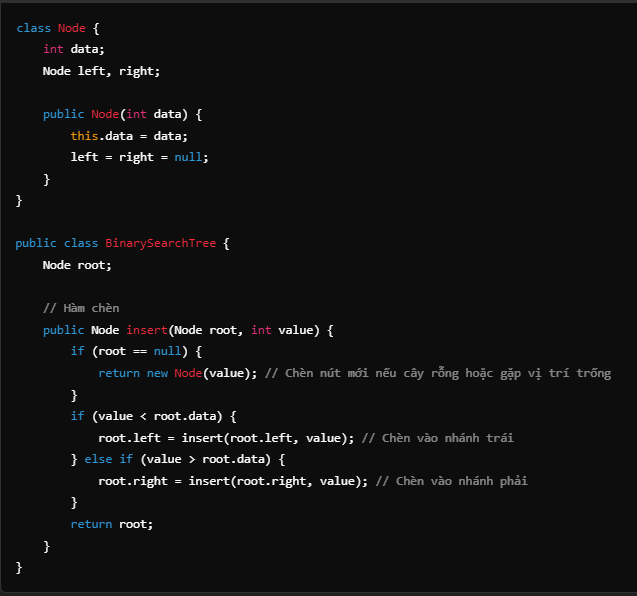 class Node {
    int data;
    Node left, right;

    public Node(int data) {
        this.data = data;
        left = right = null;
    }
}

public class BinarySearchTree {
    Node root;

    // Hàm chèn
    public Node insert(Node root, int value) {
        if (root == null) {
            return new Node(value); // Chèn nút mới nếu cây rỗng hoặc gặp vị trí trống
        }
        if (value < root.data) {
            root.left = insert(root.left, value); // Chèn vào nhánh trái
        } else if (value > root.data) {
            root.right = insert(root.right, value); // Chèn vào nhánh phải
        }
        return root;
    }
}